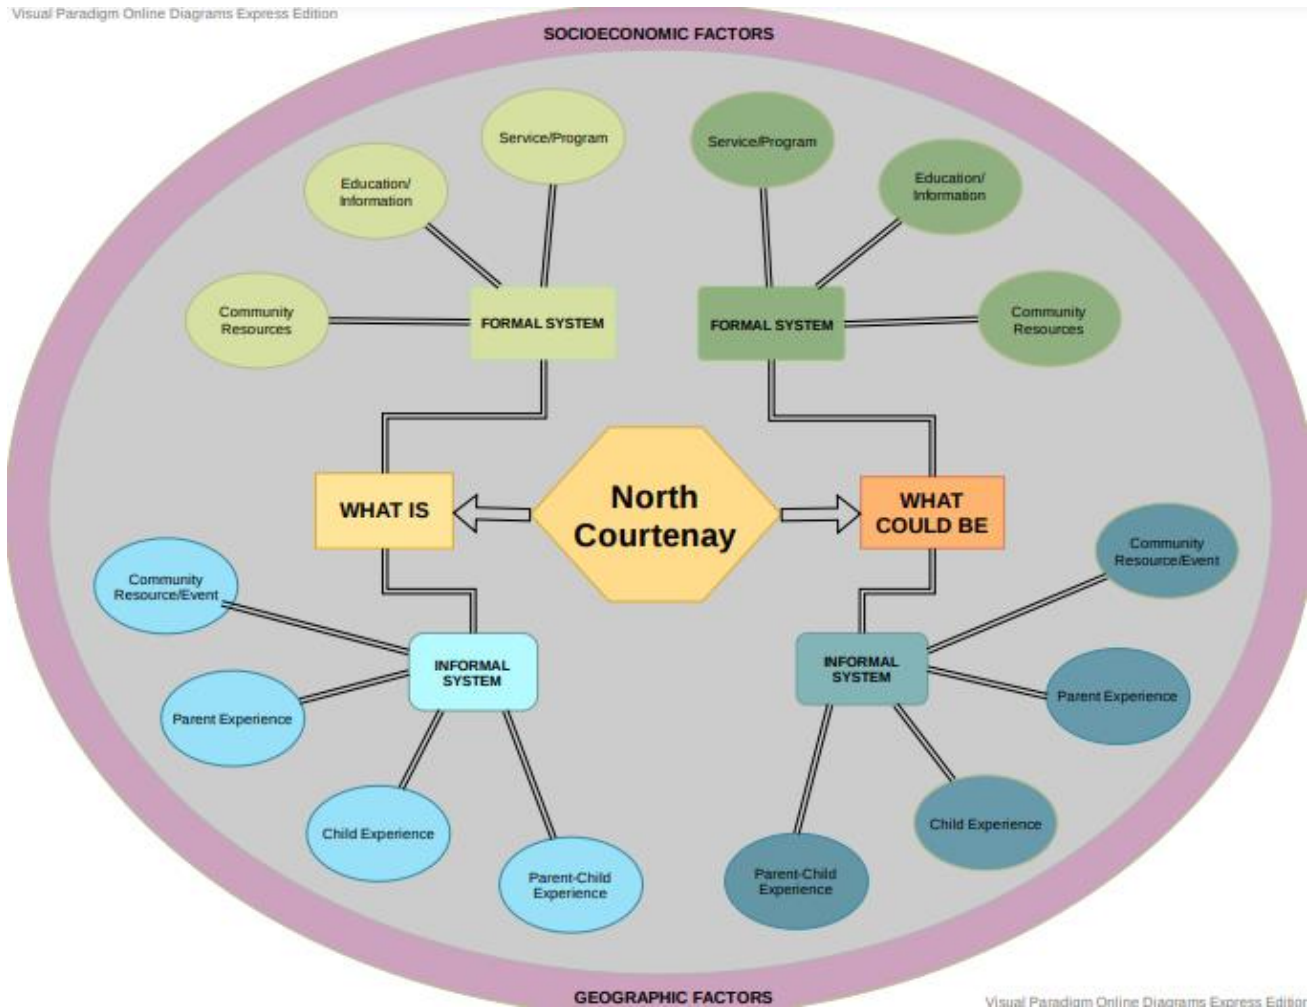 Visual Paradigm Online Diagrams Express Edition
SOCIOECONOMIC FACTORS
Service/Program
Education/
Information
Community
Resources
FORMAL SYSTEM
Service/Program
Education/
Information
Community
Resources
FORMAL SYSTEM
WHAT IS
North
Courtenay
WHAT
COULD BE
Community
Resource/Event
Parent Experience
Child Experience
Parent-Child
Experience
INFORMAL
SYSTEM
INFORMAL
SYSTEM
Community
Resource/Event
Parent Experience
Child Experience
Parent-Child
Experience
GEOGRAPHIC FACTORS
Visual Paradigm Online Diagrams Express Edition